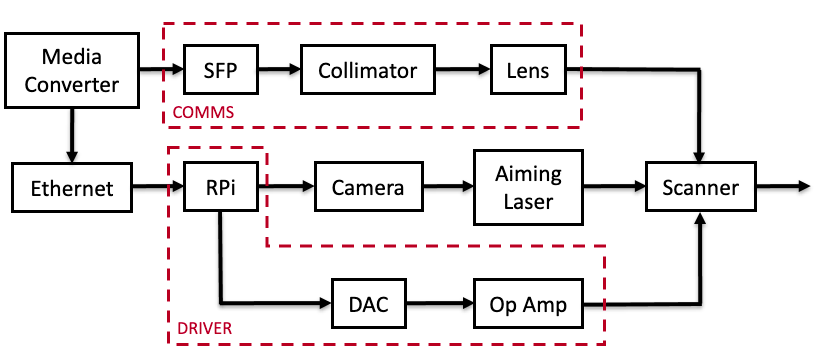 Media
Converter
SFP
Collimator
Lens
COMMS
Ethernet
RPi
Camera
Aiming
Laser
Scanner
DAC
Op Amp
DRIVER